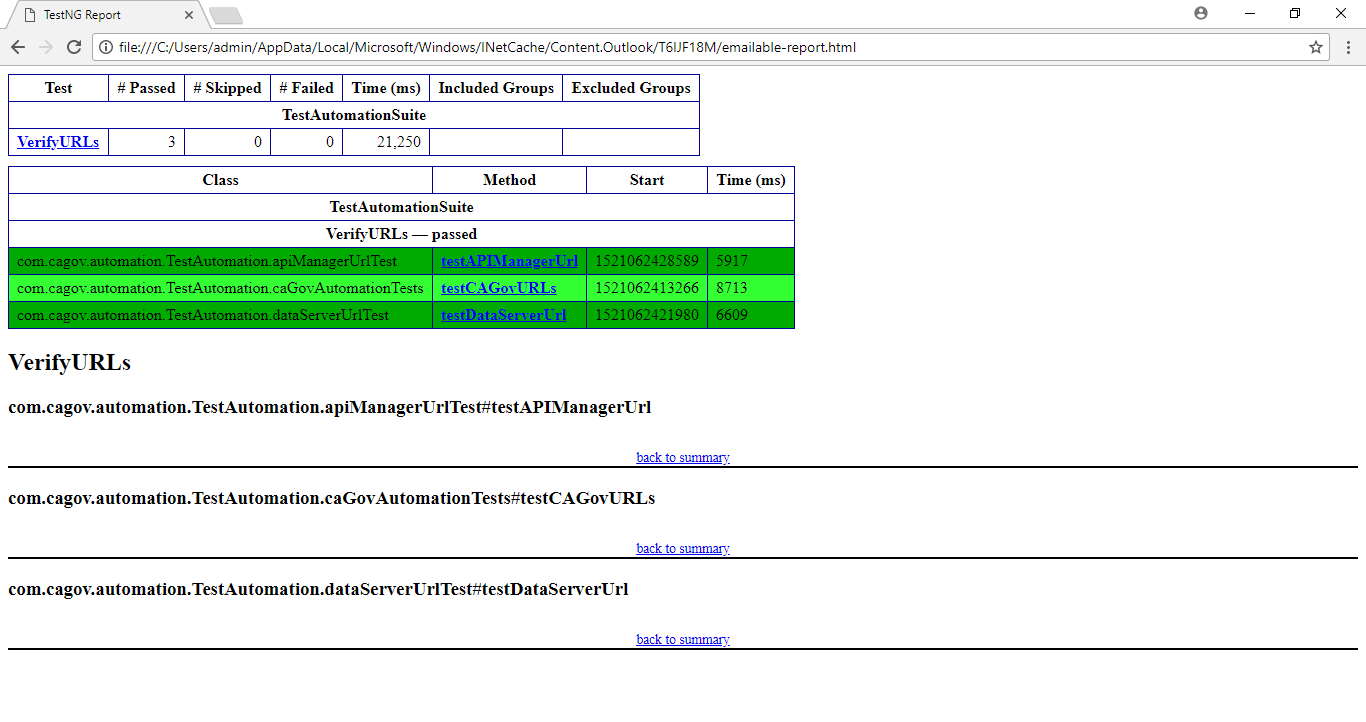 TestNG Report
file:///C:/Users/admin/AppData/Local/Microsoft/Windows/INetCache/Content.Outlook/T6IJF18M/emailable-report.html
Test # Passed # Skipped # Failed Time (ms) Included Groups Excluded Groups
TestAutomationSuite
VerifyURLs 3 0 0 21,250
Class Method Start Time (ms)
TestAutomationSuite
VerifyURLs — passed
com.cagov.automation.TestAutomation.apiManagerUrlTest testAPIManagerUrl 1521062428589 5917
com.cagov.automation.TestAutomation.caGovAutomationTests testCAGovURLs 1521062413266 8713
com.cagov.automation.TestAutomation.dataServerUrlTest testDataServerUrl 1521062421980 6609
VerifyURLs
com.cagov.automation.TestAutomation.apiManagerUrlTest#testAPIManagerUrl
back to summary
com.cagov.automation.TestAutomation.caGovAutomationTests#testCAGovURLs
back to summary
com.cagov.automation.TestAutomation.dataServerUrlTest#testDataServerUrl
back to summary